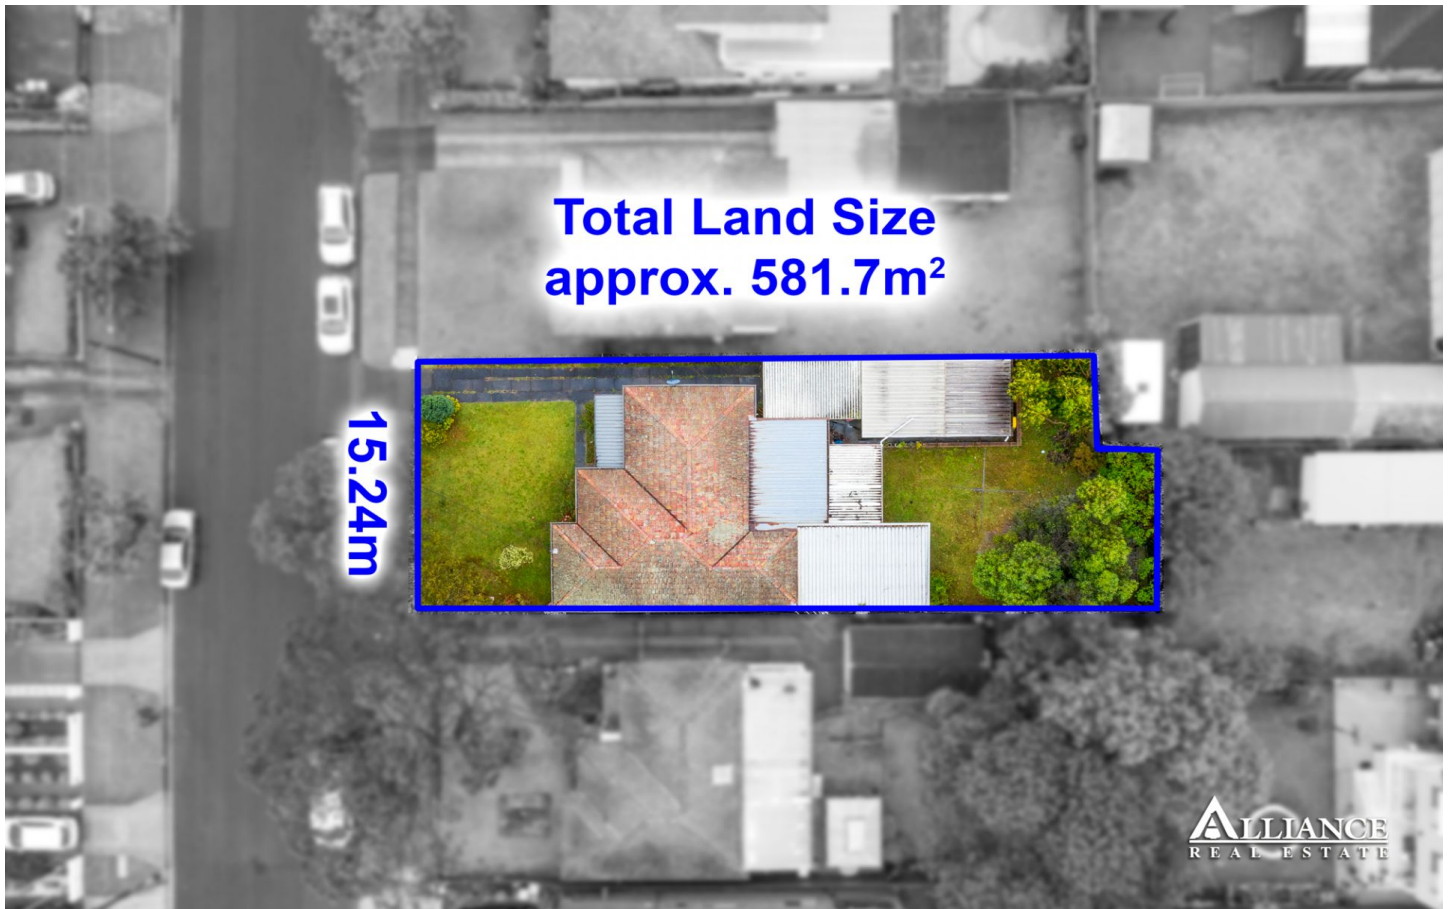 Total Land Size
approx. 581.7m²
15.24m
ALLIANCE
REAL ESTATE